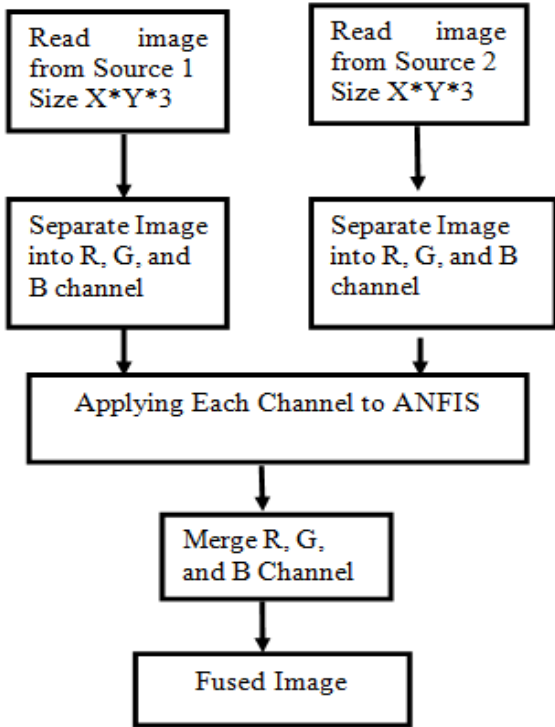 Read image
from Source 1
Size X*Y*3
Read image
from Source 2
Size X*Y*3
Separate Image
into R, G, and
B channel
Separate Image
into R, G, and B
channel
Applying Each Channel to ANFIS
Merge R, G,
and B Channel
Fused Image